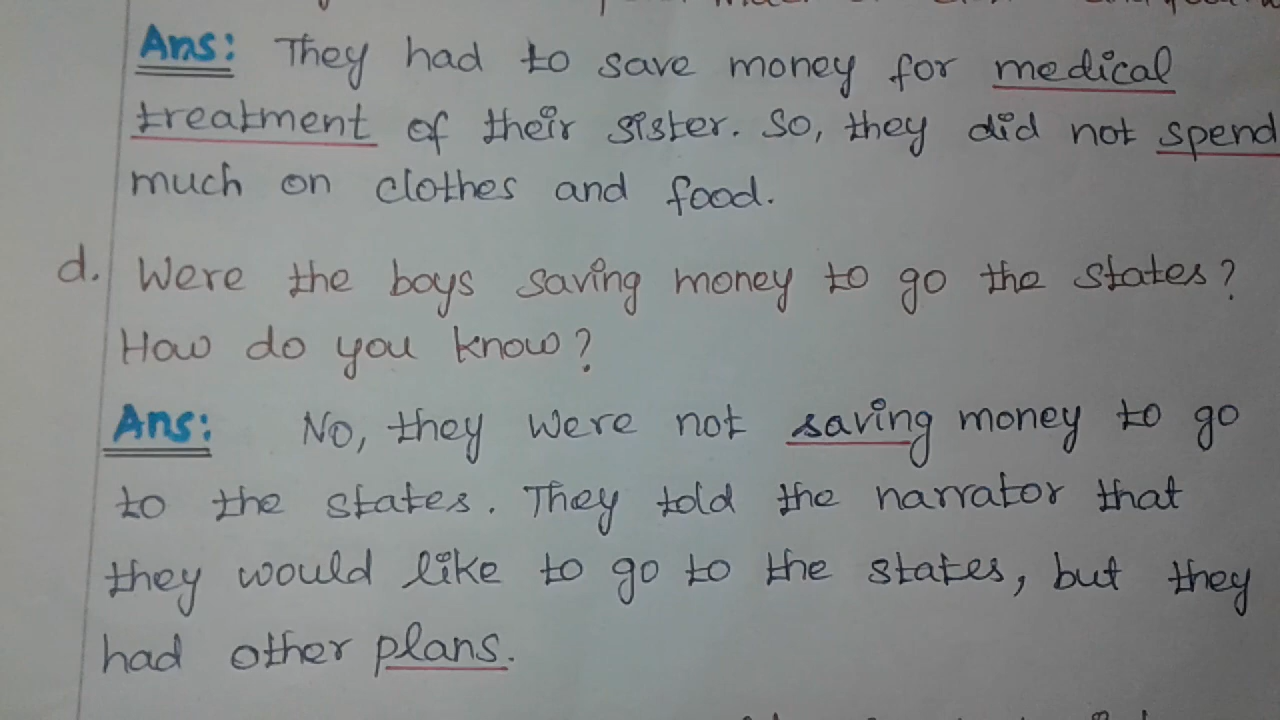 Ans: They had to save money for medical
treatment of their sister. So, they did not spend
much on clothes and food.
d. Were the boys saving money to go the states?
How do you know?
Ans: No, they were not saving money to go
to the states. They told the narrator that
they would like to go to the states, but they
had other plans.